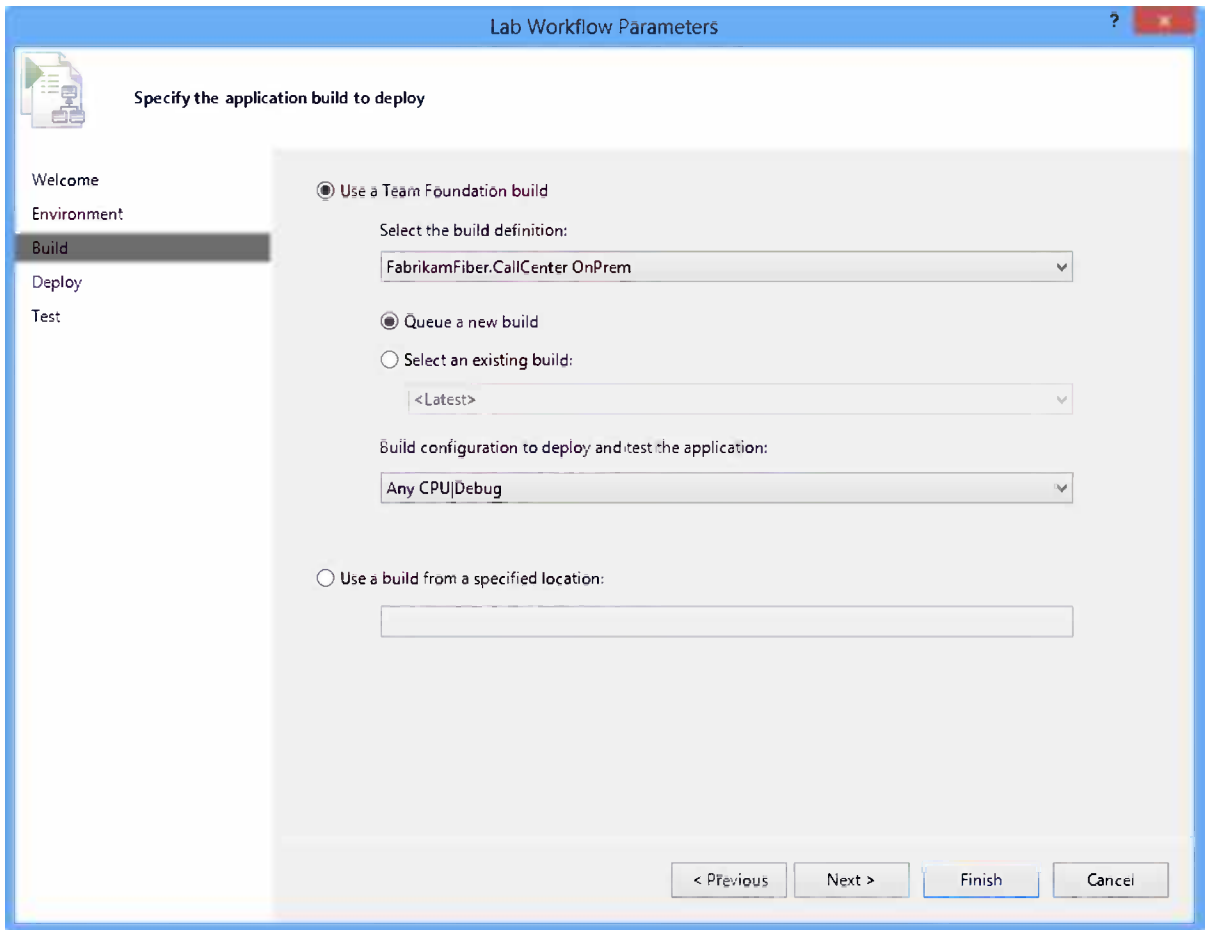 Lab Workflow Parameters
?
Specify the application build to deploy
Welcome
Environment
Build
Deploy
Test
Use a Team Foundation build
Select the build definition:
FabrikamFiber.CallCenter OnPrem
Queue a new build
Select an existing build:
<Latest>
Build configuration to deploy and test the application:
Any CPU|Debug
Use a build from a specified location:
< Previous Next > Finish Cancel